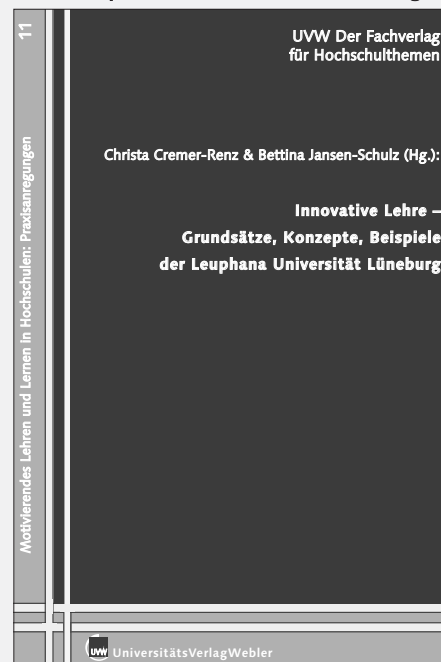 UVW Der Fachverlag
für Hochschulthemen
Christa Cremer-Renz & Bettina Jansen-Schulz (Hg.):
Innovative Lehre –
Grundsätze, Konzepte, Beispiele
der Leuphana Universität Lüneburg
11
Motivierendes Lehren und Lernen in Hochschulen: Praxisanregungen
UVW UniversitätsVerlagWebler